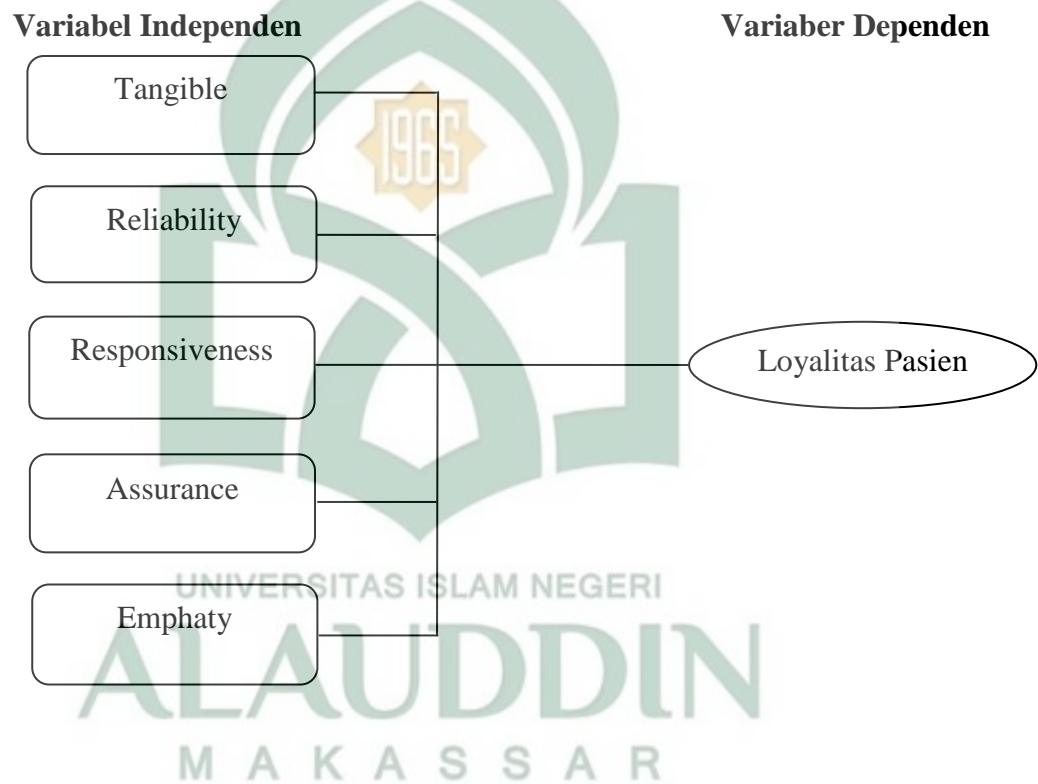 Variabel Independen
Variaber Dependen
Tangible
1965
Reliability
Responsiveness
Loyalitas Pasien
Assurance
UNIVERSITAS ISLAM NEGERI
Emphaty
ALAUDDIN
MAKASSAR